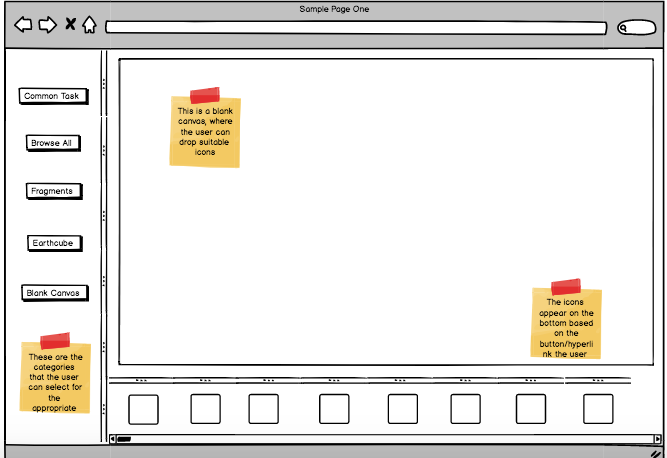 Sample Page One
Common Task
Browse All
Fragments
Earthcube
Blank Canvas
These are the
categories
that the user
can select for
the
appropriate
This is a blank
canvas, where
the user can
drop suitable
icons
The icons
appear on the
bottom based
on the
button/hyperli
nk the user